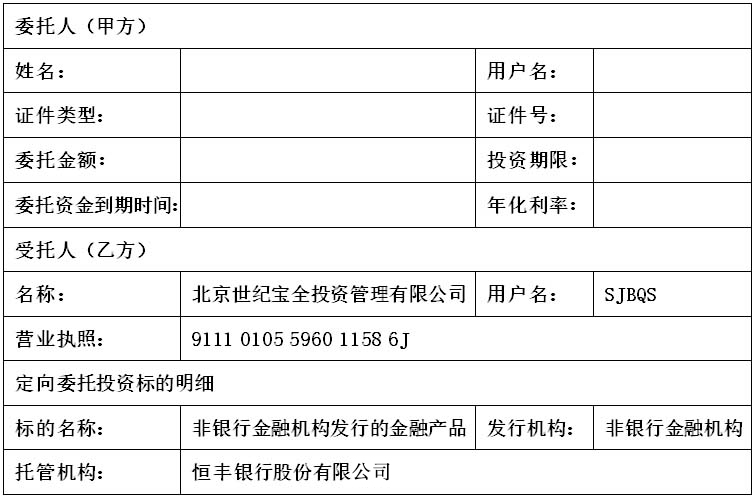 委托人（甲方）
姓名： 用户名：
证件类型： 证件号：
委托金额： 投资期限：
委托资金到期时间： 年化利率：
受托人（乙方）
名称： 北京世纪宝全投资管理有限公司 用户名： SJBQS
营业执照： 9111 0105 5960 1158 6J
定向委托投资标的明细
标的名称： 非银行金融机构发行的金融产品 发行机构： 非银行金融机构
托管机构： 恒丰银行股份有限公司